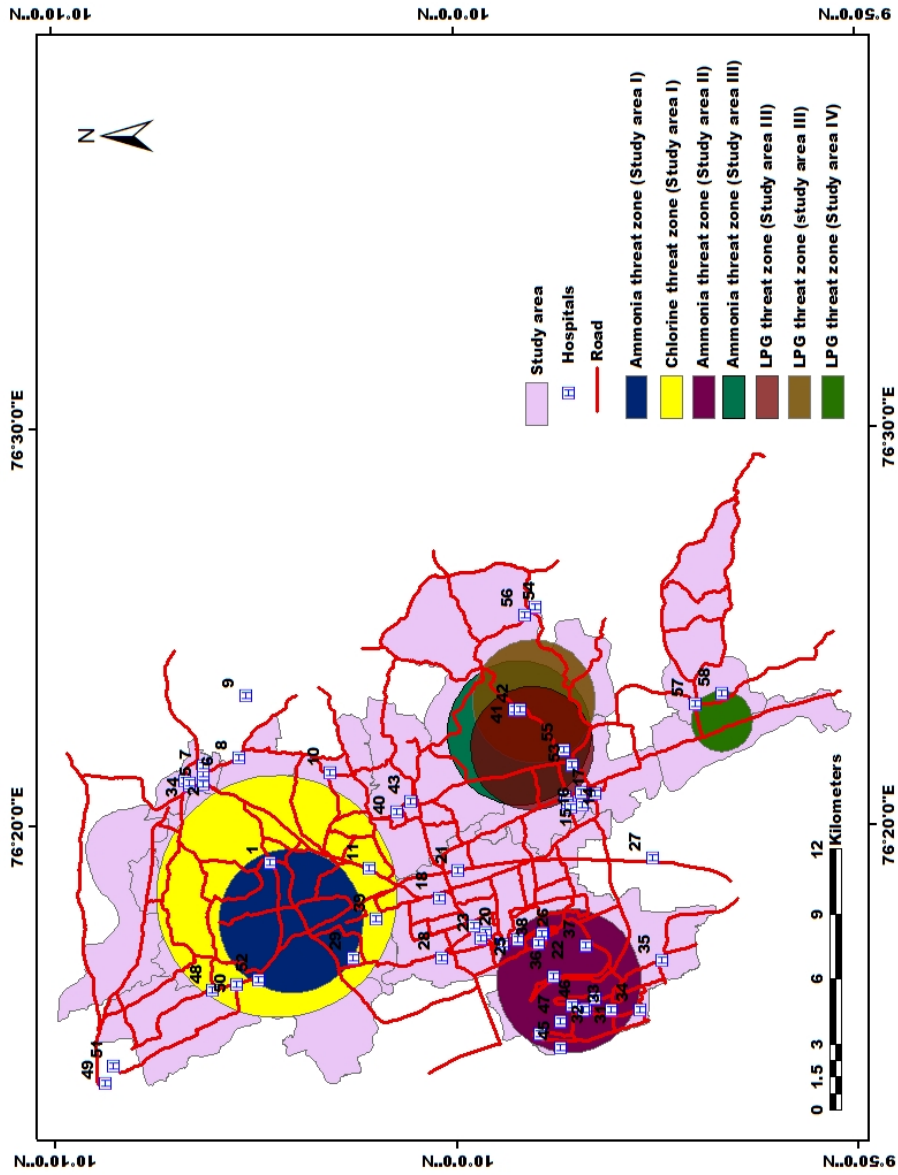 76°20'0"E
76°30'0"E
10°10'0"N
10°10'0"N
N
49
51
48
50
52
34
2
5
7
6
8
9
1
10
11
39
29
40
43
18
21
28
23
20
25
38
26
36
22
37
47
46
45
32
33
31
34
35
41
42
53
55
15
17
27
56
54
57
58
10°0'0"N
10°0'0"N
Study area
Hospitals
Road
Ammonia threat zone (Study area I)
Chlorine threat zone (Study area I)
Ammonia threat zone (Study area II)
Ammonia threat zone (Study area III)
LPG threat zone (Study area III)
LPG threat zone (study area III)
LPG threat zone (Study area IV)
0 1.5 3 6 9 12
Kilometers
9°50'0"N
9°50'0"N
76°20'0"E
76°30'0"E